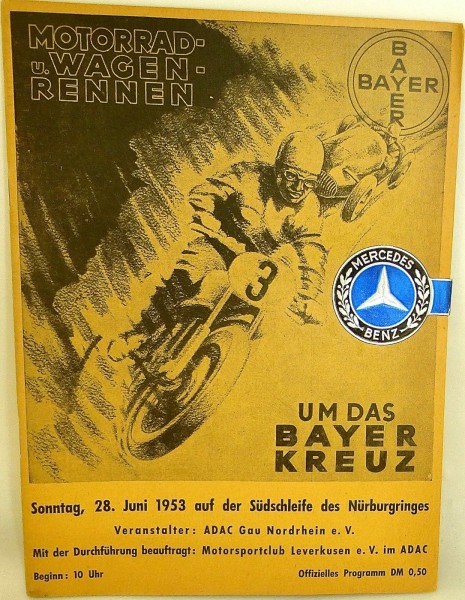 MOTORRAD-
u. WAGEN-
RENNEN
BAYER
BAYER
3
MERCEDES
BENZ
UM DAS
BAYER
KREUZ
Sonntag, 28. Juni 1953 auf der Südschleife des Nürburgringes
Veranstalter: ADAC Gau Nordrhein e. V.
Mit der Durchführung beauftragt: Motorsportclub Leverkusen e. V. im ADAC
Beginn: 10 Uhr Offizielles Programm DM 0,50